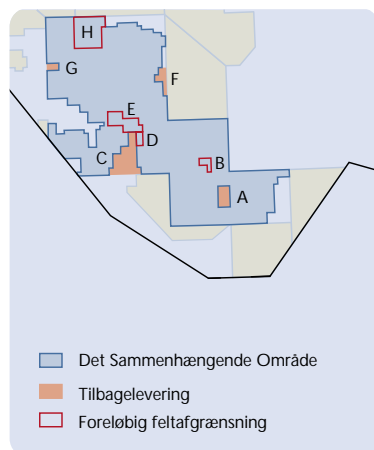 H
G
F
E
D
C
B
A
Det Sammenhængende Område
Tilbagelevering
Foreløbig feltafgrænsning